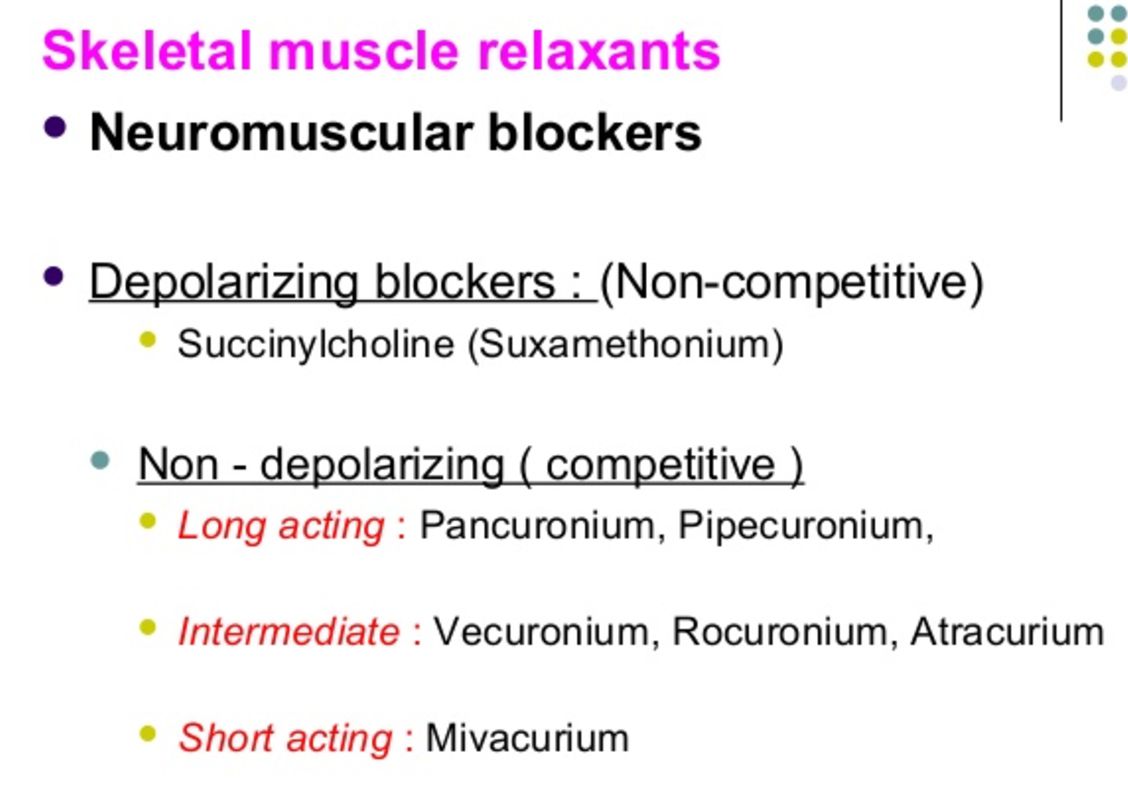 Skeletal muscle relaxants
Neuromuscular blockers
Depolarizing blockers : (Non-competitive)
Succinylcholine (Suxamethonium)
Non - depolarizing ( competitive )
Long acting : Pancuronium, Pipecuronium,
Intermediate : Vecuronium, Rocuronium, Atracurium
Short acting : Mivacurium